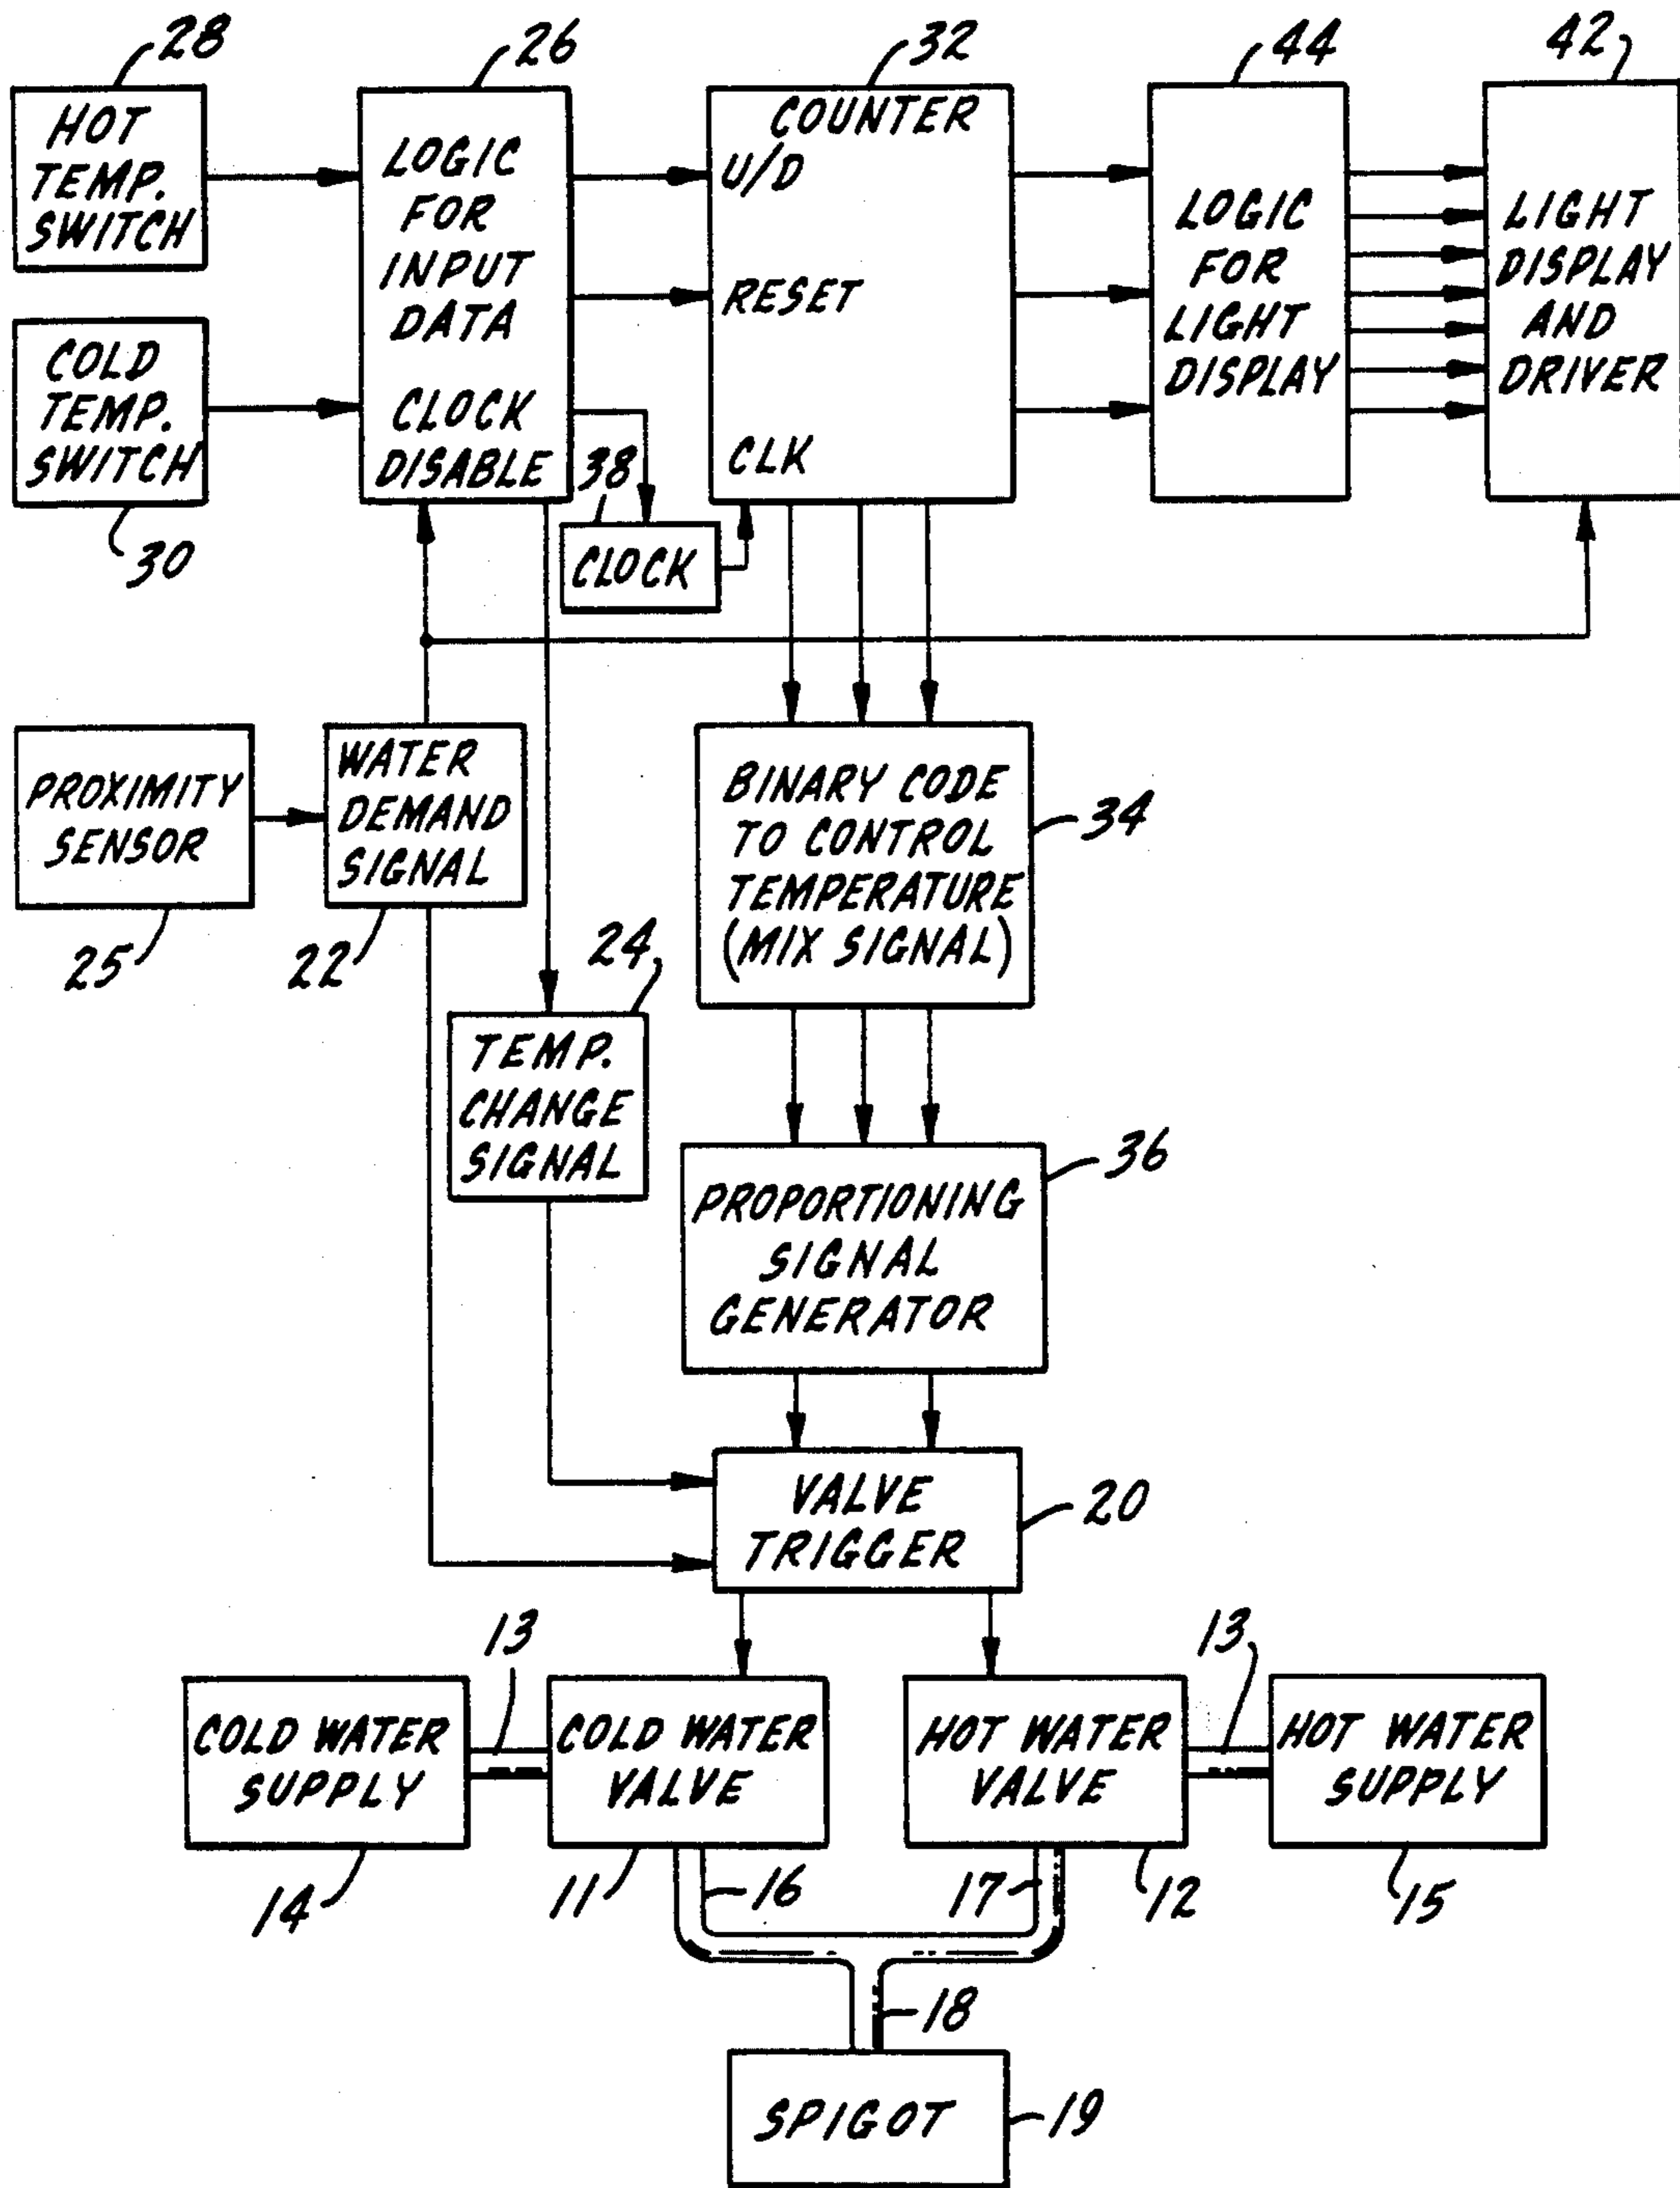 28
26
32
44
42
HOT
TEMP.
SWITCH
LOGIC
FOR
INPUT
DATA
CLOCK
DISABLE
COUNTER
U/D
RESET
CLK
LOGIC
FOR
LIGHT
DISPLAY
LIGHT
DISPLAY
AND
DRIVER
COLD
TEMP.
SWITCH
30
38
CLOCK
PROXIMITY
SENSOR
25
WATER
DEMAND
SIGNAL
22
BINARY CODE
TO CONTROL
TEMPERATURE
(MIX SIGNAL)
34
24
TEMP.
CHANGE
SIGNAL
PROPORTIONING
SIGNAL
GENERATOR
36
VALVE
TRIGGER
20
13
13
COLD WATER
SUPPLY
COLD WATER
VALVE
HOT WATER
VALVE
HOT WATER
SUPPLY
14
11
16
17
12
15
18
SPIGOT
19